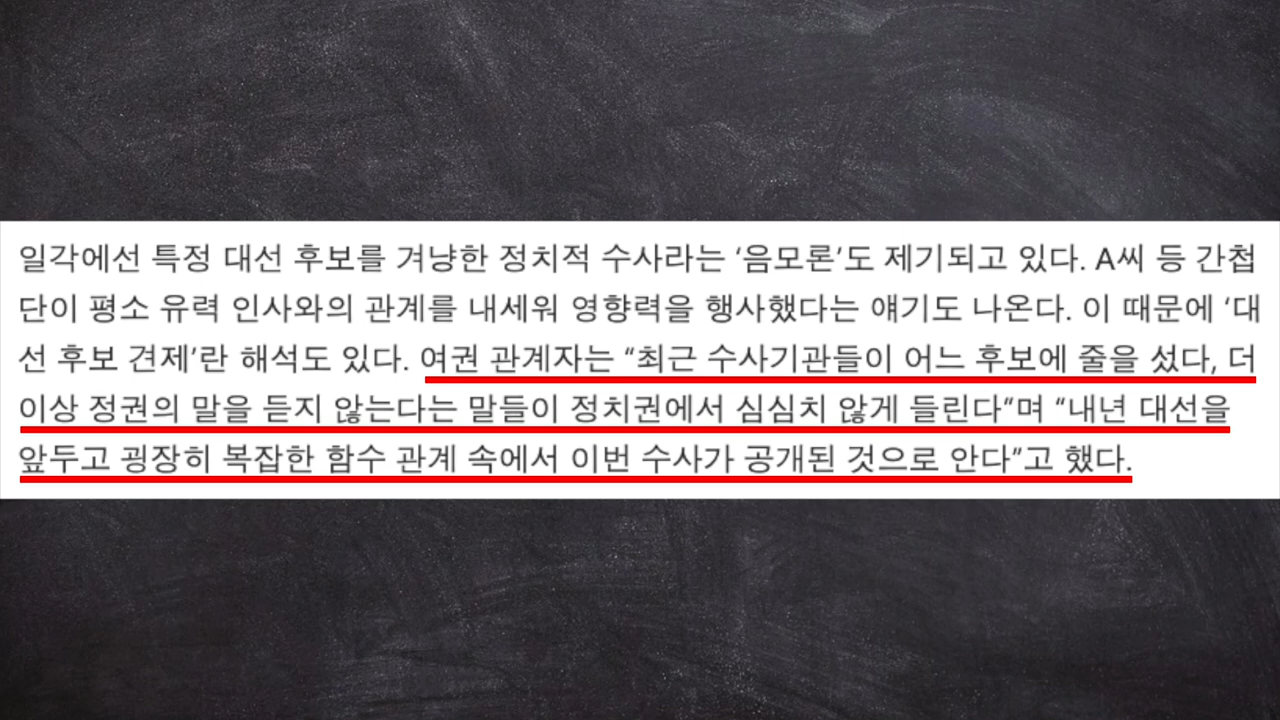 일각에선 특정 대선 후보를 겨냥한 정치적 수사라는 ‘음모론’도 제기되고 있다. A씨 등 간첩
단이 평소 유력 인사와의 관계를 내세워 영향력을 행사했다는 얘기도 나온다. 이 때문에 ‘대
선 후보 견제’란 해석도 있다. 여권 관계자는 “최근 수사기관들이 어느 후보에 줄을 섰다, 더
이상 정권의 말을 듣지 않는다는 말들이 정치권에서 심심치 않게 들린다”며 “내년 대선을
앞두고 굉장히 복잡한 함수 관계 속에서 이번 수사가 공개된 것으로 안다”고 했다.